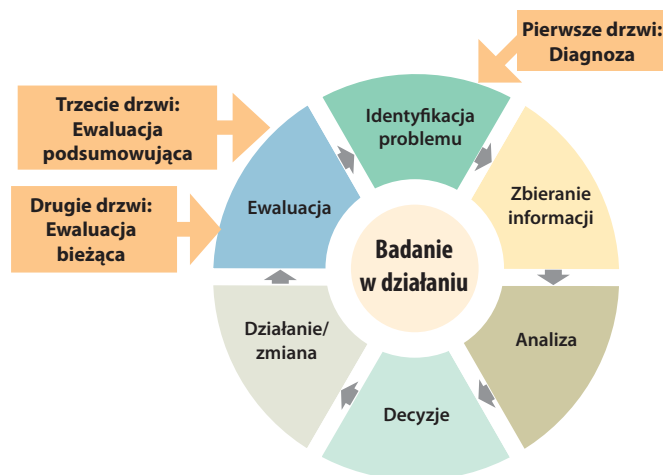 Pierwsze drzwi:
Diagnoza
Trzecie drzwi:
Ewaluacja
podsumowująca
Drugie drzwi:
Ewaluacja
bieżąca
Identyfikacja
problemu
Zbieranie
informacji
Analiza
Decyzje
Działanie/
zmiana
Ewaluacja
Badanie
w działaniu